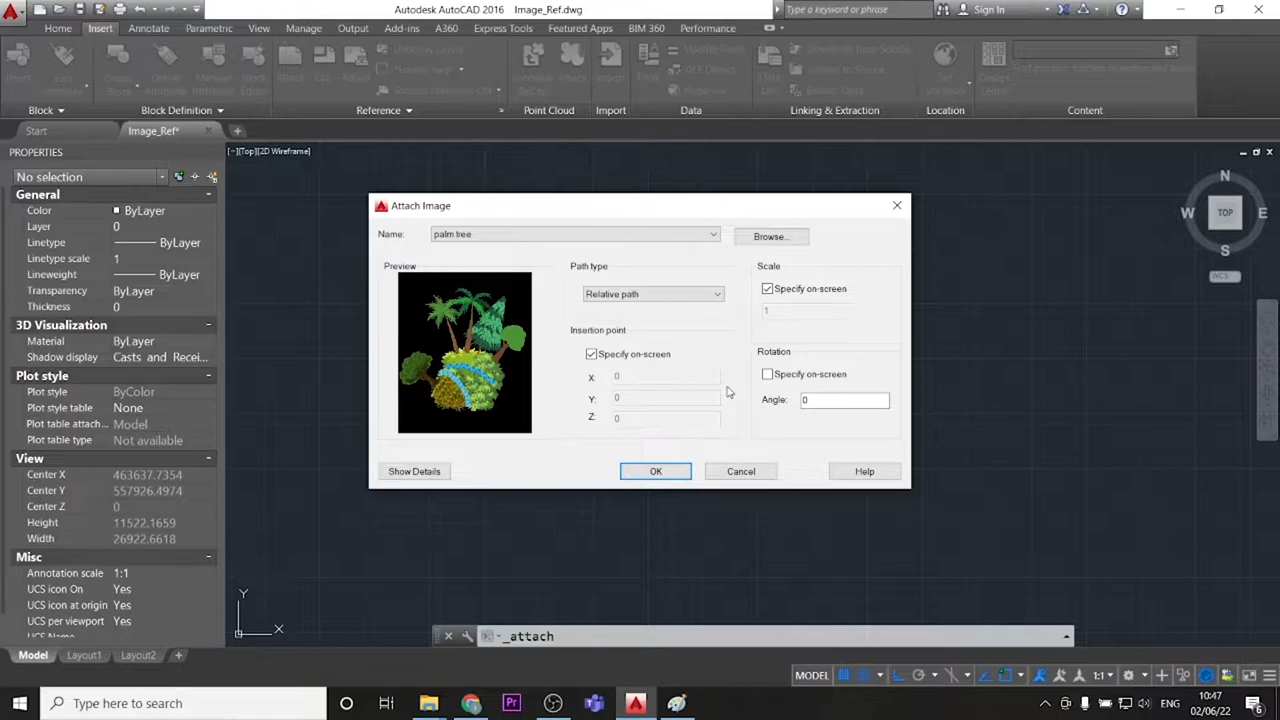 Autodesk AutoCAD 2016 Image_Ref.dwg
Type a keyword or phrase
Sign In
Home Insert Annotate Parametric View Manage Output Add-ins A360 Express Tools Featured Apps BIM 360 Performance
Block Block Definition Reference Point Cloud Import Data Linking & Extraction Location Content
Start Image_Ref*
PROPERTIES
[−][Top][2D Wireframe]
No selection
General
Color ByLayer
Layer 0
Linetype ByLayer
Linetype scale 1
Lineweight ByLayer
Transparency ByLayer
Thickness 0
3D Visualization
Material ByLayer
Shadow display Casts and Recei...
Plot style
Plot style ByColor
Plot style table None
Plot table attach... Model
Plot table type Not available
View
Center X 463637.7354
Center Y 557926.4974
Center Z 0
Height 11522.1659
Width 26922.6618
Misc
Annotation scale 1:1
UCS icon On Yes
UCS icon at origin Yes
UCS per viewport Yes
UCS Name
Attach Image
Name: palm tree Browse...
Preview
Path type
Relative path
Insertion point
Specify on-screen
X: 0
Y: 0
Z: 0
Scale
Specify on-screen
1
Rotation
Specify on-screen
Angle: 0
Show Details OK Cancel Help
N
W TOP E
S
WCS
Y
X
_attach
Model Layout1 Layout2 +
MODEL 1:1
Type here to search
Pr
ENG
10:47
02/06/22
6